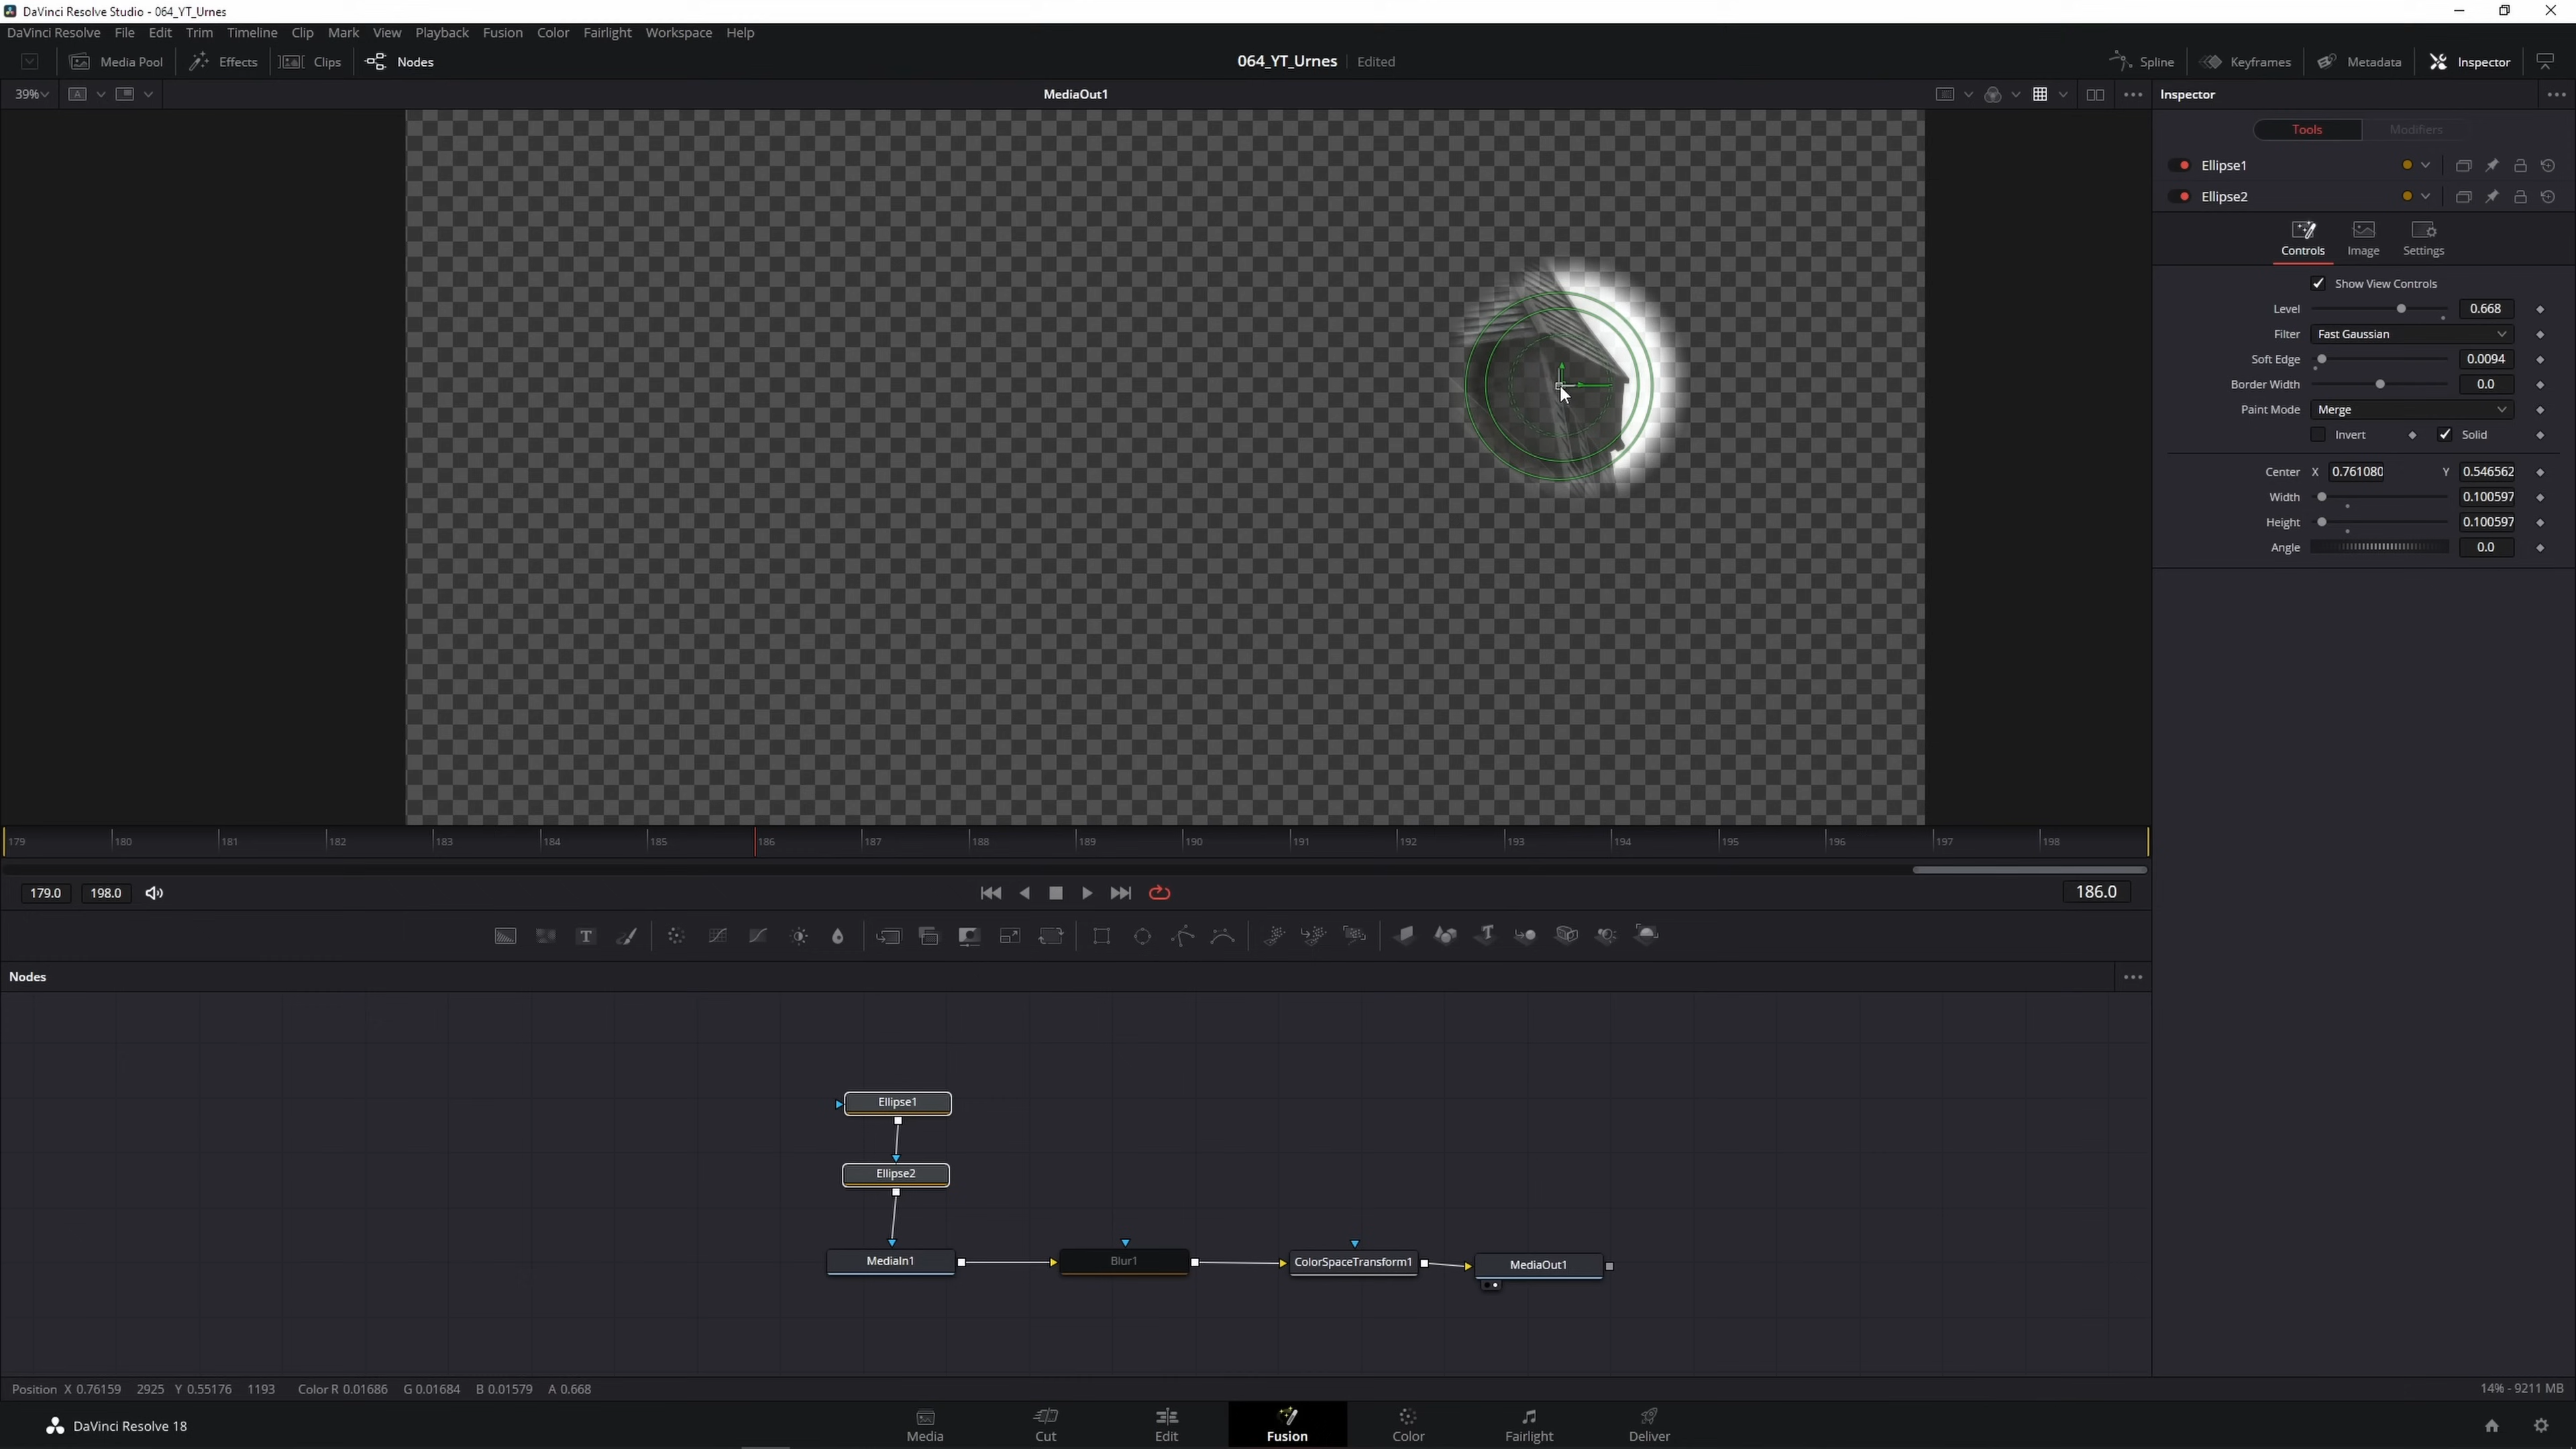 DaVinci Resolve Studio - 064_YT_Urnes
DaVinci Resolve File Edit Trim Timeline Clip Mark View Playback Fusion Color Fairlight Workspace Help
Media Pool Effects Clips Nodes 064_YT_Urnes Edited Spline Keyframes Metadata Inspector
39% A MediaOut1 Inspector
Tools Modifiers
Ellipse1
Ellipse2
Controls Image Settings
Show View Controls
Level 0.668
Filter Fast Gaussian
Soft Edge 0.0094
Border Width 0.0
Paint Mode Merge
Invert Solid
Center X 0.761080 Y 0.546562
Width 0.100597
Height 0.100597
Angle 0.0
179 180 181 182 183 184 185 186 187 188 189 190 191 192 193 194 195 196 197 198
179.0 198.0 186.0
T T
Nodes
Ellipse1
Ellipse2
MediaIn1 Blur1 ColorSpaceTransform1 MediaOut1
Position X 0.76159 2925 Y 0.55176 1193 Color R 0.01686 G 0.01684 B 0.01579 A 0.668 14% - 9211 MB
DaVinci Resolve 18 Media Cut Edit Fusion Color Fairlight Deliver